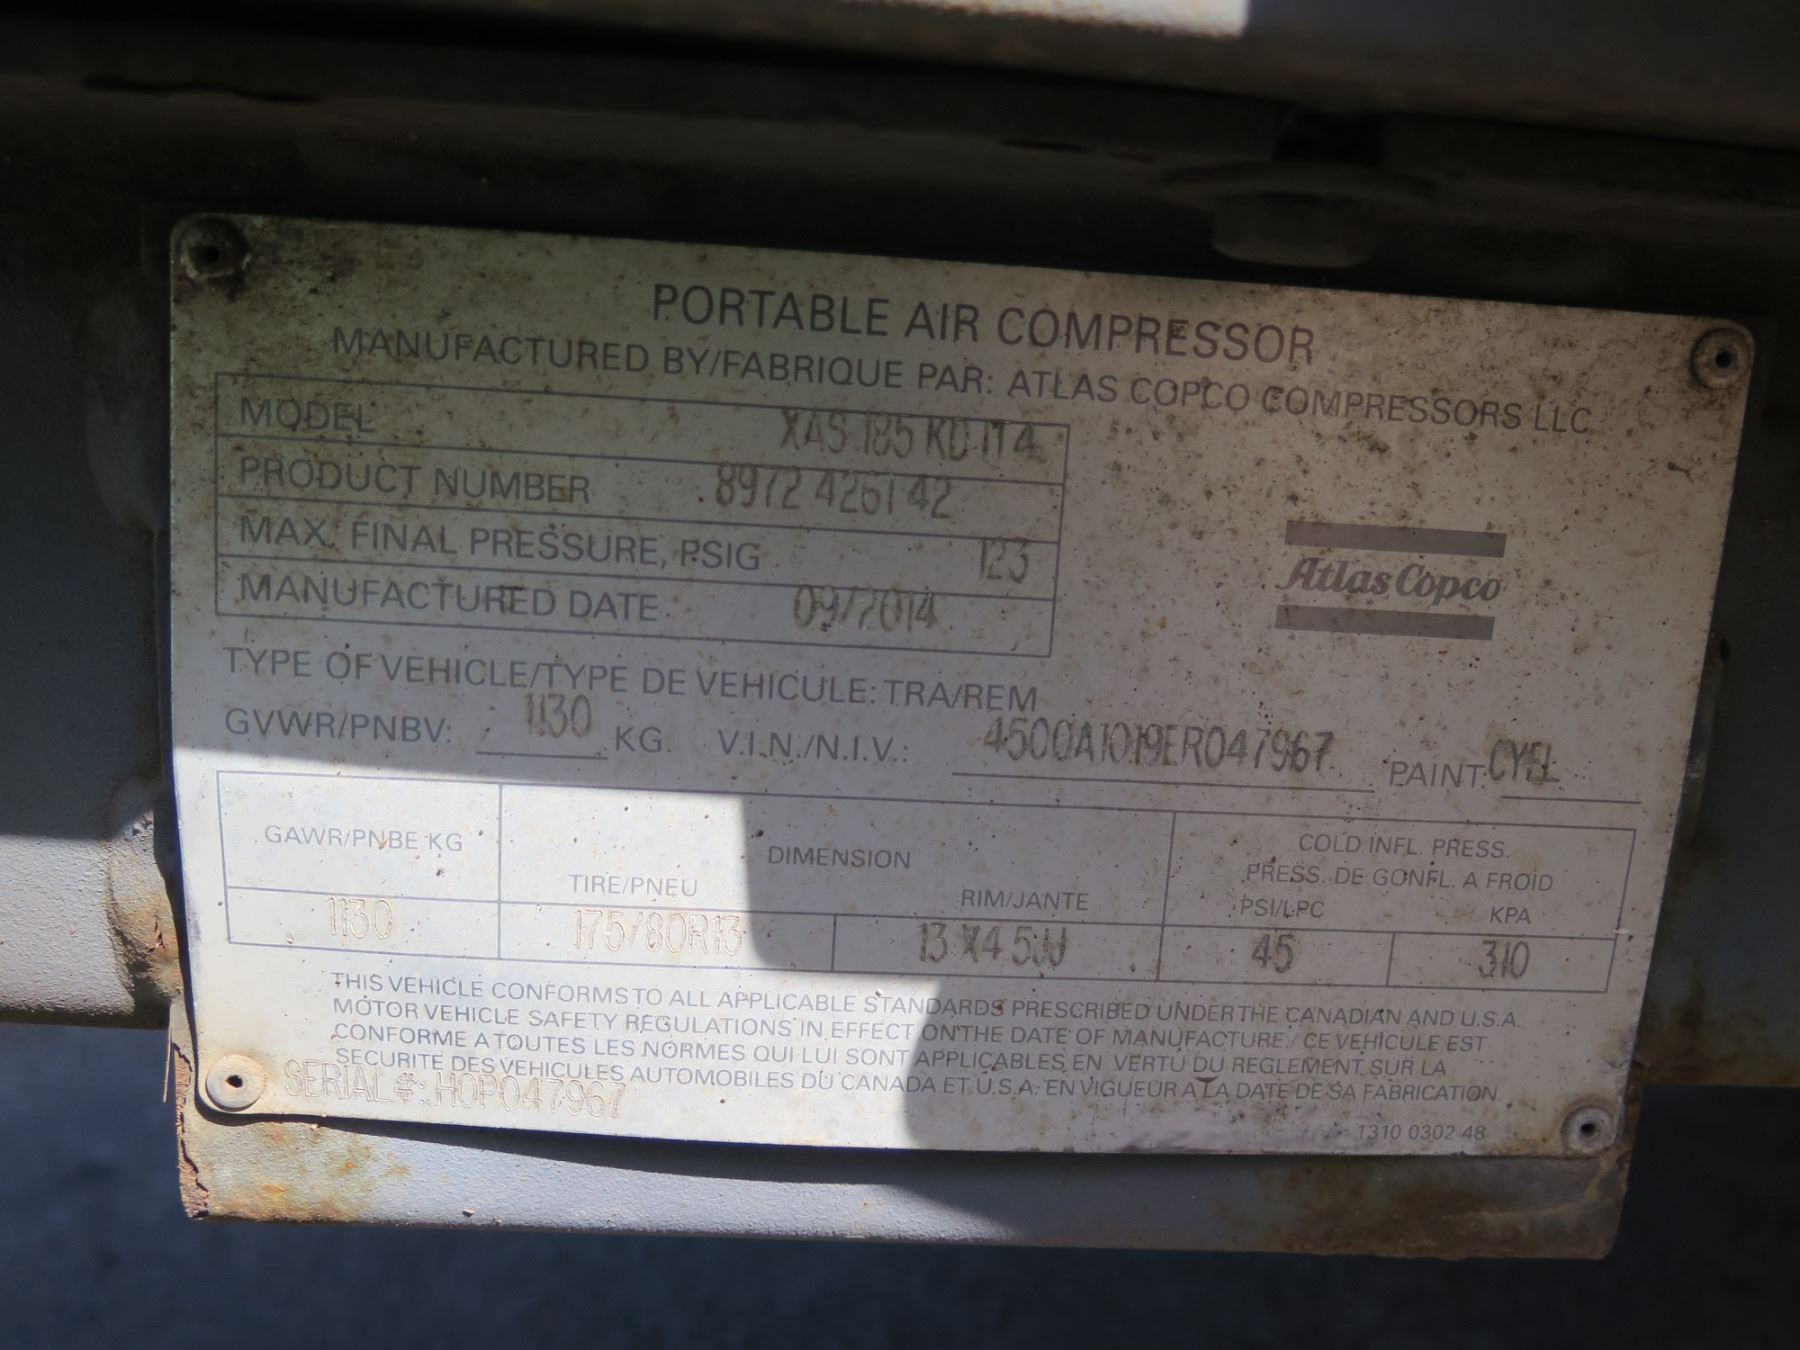 PORTABLE AIR COMPRESSOR
MANUFACTURED BY/FABRIQUE PAR: ATLAS COPCO COMPRESSORS LLC
MODEL XAS 185 KD IT4
PRODUCT NUMBER 8972 4261 42
MAX. FINAL PRESSURE, PSIG 123
MANUFACTURED DATE 09/2014
Atlas Copco
TYPE OF VEHICLE/TYPE DE VEHICULE: TRA/REM
GVWR/PNBV: 1130 KG. V.I.N./N.I.V.: 4500A1019ER047967 PAINT: CYEL
GAWR/PNBE KG DIMENSION COLD INFL. PRESS.
PRESS. DE GONFL. A FROID
TIRE/PNEU RIM/JANTE PSI/LPC KPA
1130 175/80R13 13 X4 5JJ 45 310
THIS VEHICLE CONFORMS TO ALL APPLICABLE STANDARDS PRESCRIBED UNDER THE CANADIAN AND U.S.A.
MOTOR VEHICLE SAFETY REGULATIONS IN EFFECT ON THE DATE OF MANUFACTURE./ CE VEHICULE EST
CONFORME A TOUTES LES NORMES QUI LUI SONT APPLICABLES EN VERTU DU REGLEMENT SUR LA
SECURITE DES VEHICULES AUTOMOBILES DU CANADA ET U.S.A. EN VIGUEUR A LA DATE DE SA FABRICATION.
SERIAL #: HOP047967
1310 0302 48